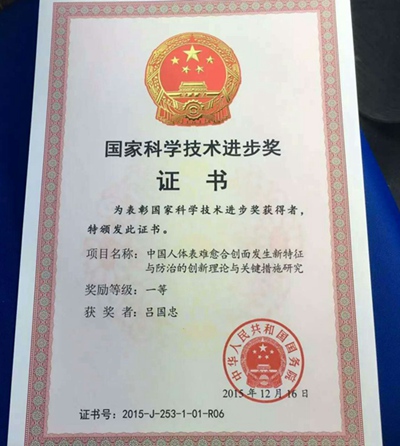 国家科学技术进步奖
证书
为表彰国家科学技术进步奖获得者，
特颁发此证书。
项目名称：中国人体表难愈合创面发生新特征
与防治的创新理论与关键措施研究
奖励等级：一等
获奖者：吕国忠
中华人民共和国国务院
2015年12月16日
证书号：2015-J-253-1-01-R06